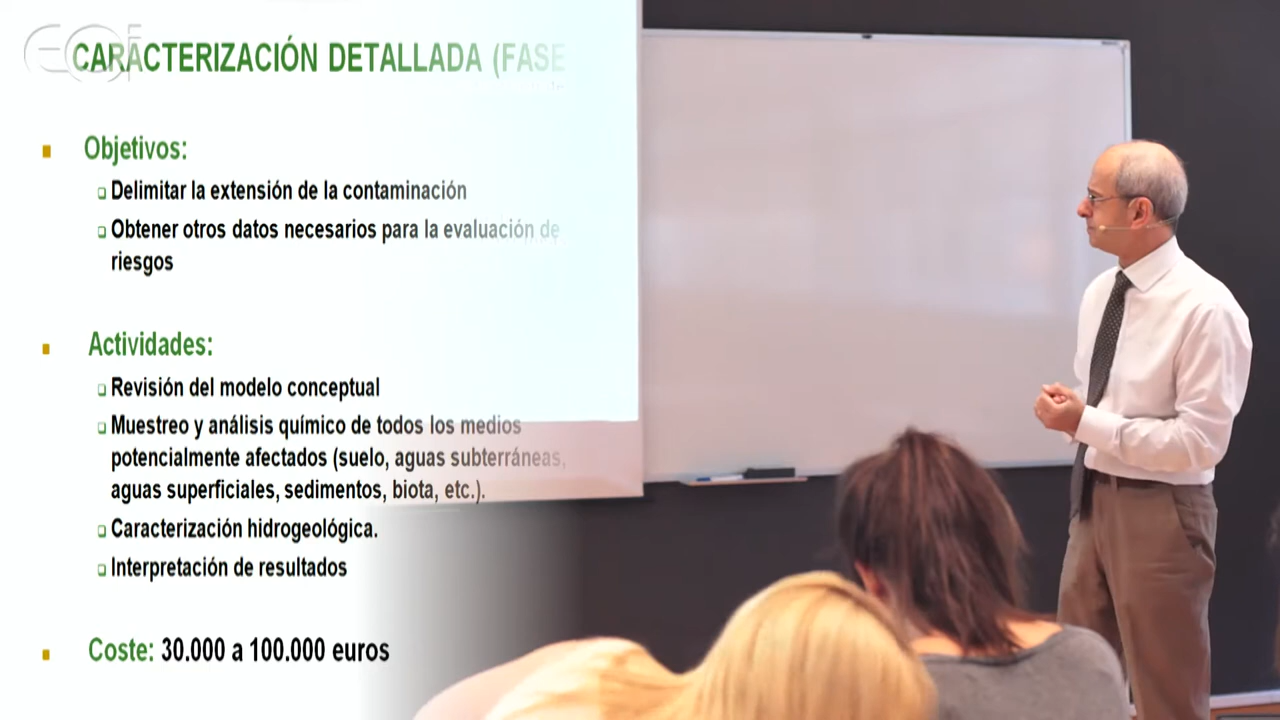 EOI
CARACTERIZACIÓN DETALLADA (FASE
Objetivos:
Delimitar la extensión de la contaminación
Obtener otros datos necesarios para la evaluación de
riesgos
Actividades:
Revisión del modelo conceptual
Muestreo y análisis químico de todos los medios
potencialmente afectados (suelo, aguas subterráneas,
aguas superficiales, sedimentos, biota, etc.).
Caracterización hidrogeológica.
Interpretación de resultados
Coste: 30.000 a 100.000 euros